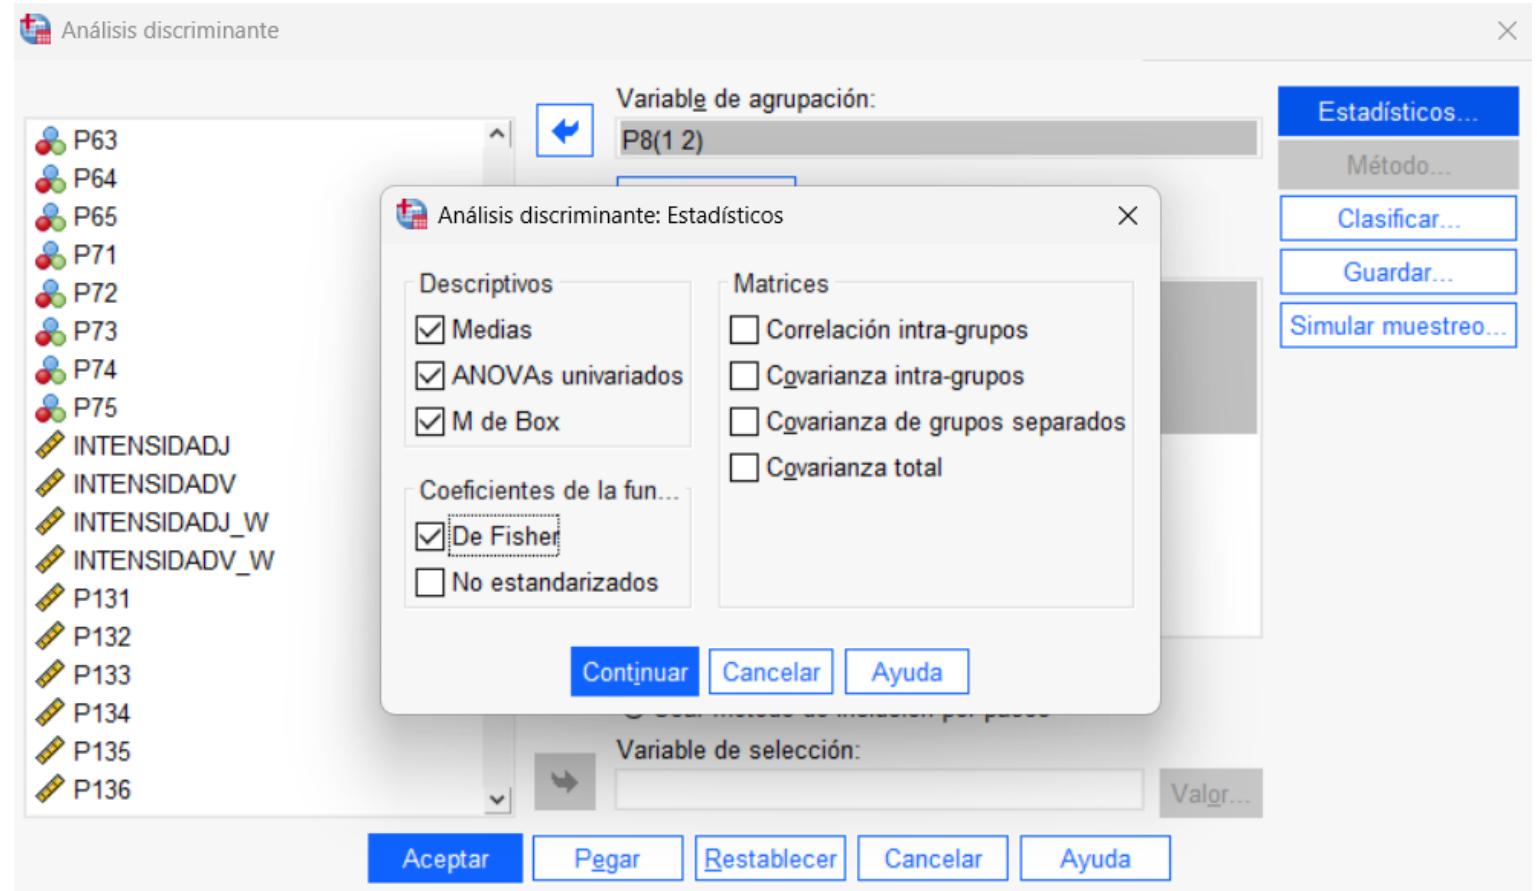 Análisis discriminante
Variable de agrupación:
P8(1 2)
P63
P64
P65
P71
P72
P73
P74
P75
INTENSIDADJ
INTENSIDADV
INTENSIDADJ_W
INTENSIDADV_W
P131
P132
P133
P134
P135
P136
Estadísticos...
Método...
Clasificar...
Guardar...
Simular muestreo...
Análisis discriminante: Estadísticos
Descriptivos
Medias
ANOVAs univariados
M de Box
Coeficientes de la fun...
De Fisher
No estandarizados
Matrices
Correlación intra-grupos
Covarianza intra-grupos
Covarianza de grupos separados
Covarianza total
Continuar
Cancelar
Ayuda
Variable de selección:
Valor...
Aceptar
Pegar
Restablecer
Cancelar
Ayuda